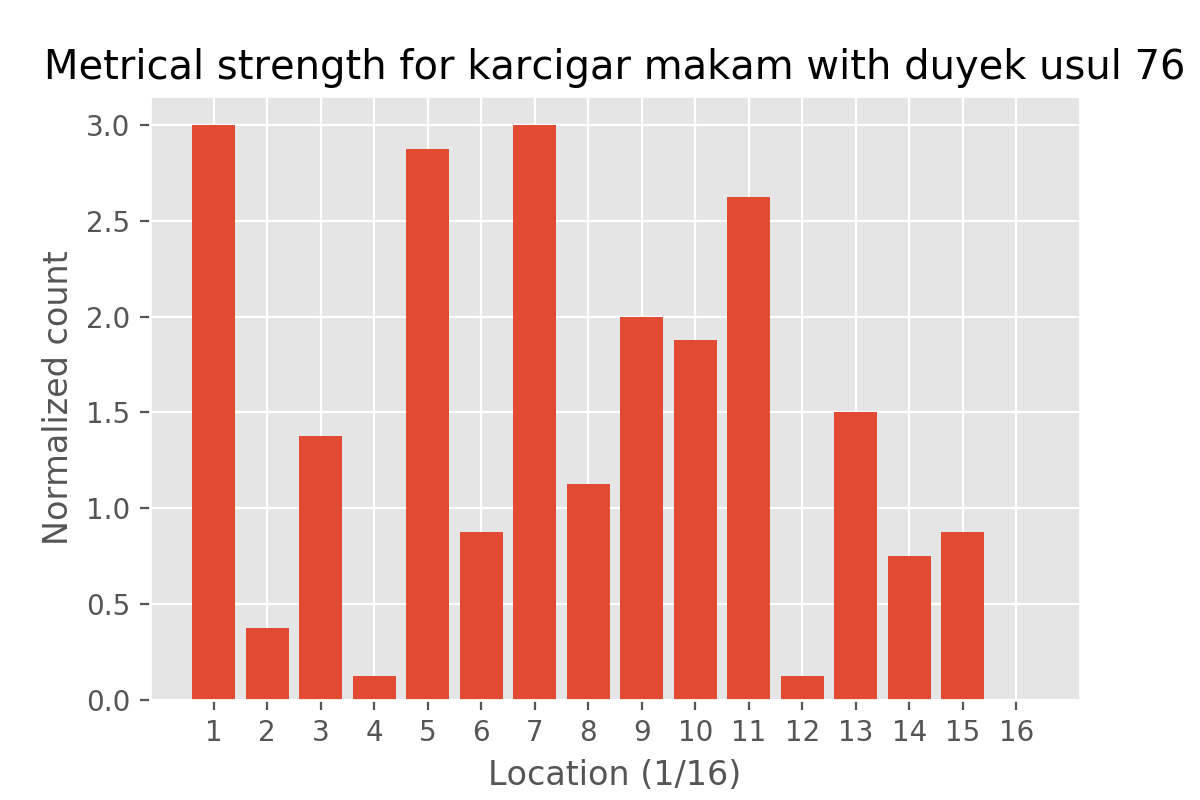 Metrical strength for karcigar makam with duyek usul 76
Normalized count
3.0
2.5
2.0
1.5
1.0
0.5
0.0
1 2 3 4 5 6 7 8 9 10 11 12 13 14 15 16
Location (1/16)